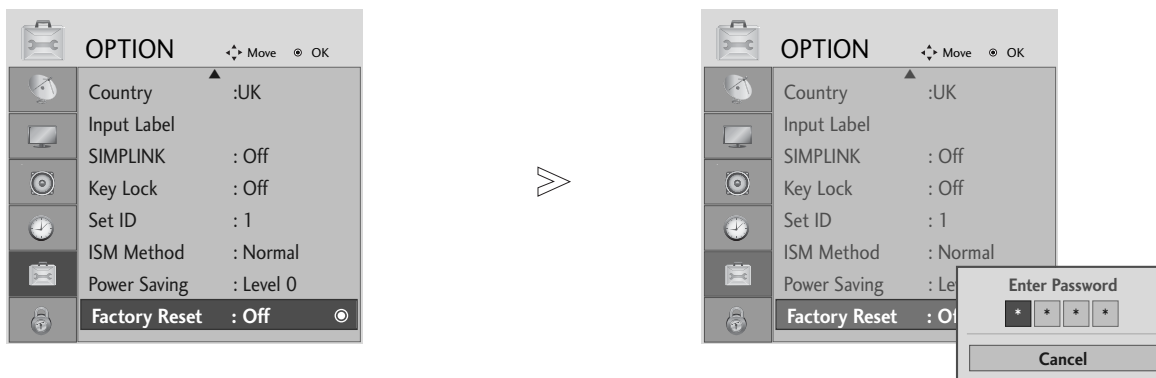 OPTION Move OK
Country :UK
Input Label
SIMPLINK : Off
Key Lock : Off
Set ID : 1
ISM Method : Normal
Power Saving : Level 0
Factory Reset : Off
OPTION Move OK
Country :UK
Input Label
SIMPLINK : Off
Key Lock : Off
Set ID : 1
ISM Method : Normal
Power Saving : Le
Factory Reset : Of
Enter Password
* * * *
Cancel